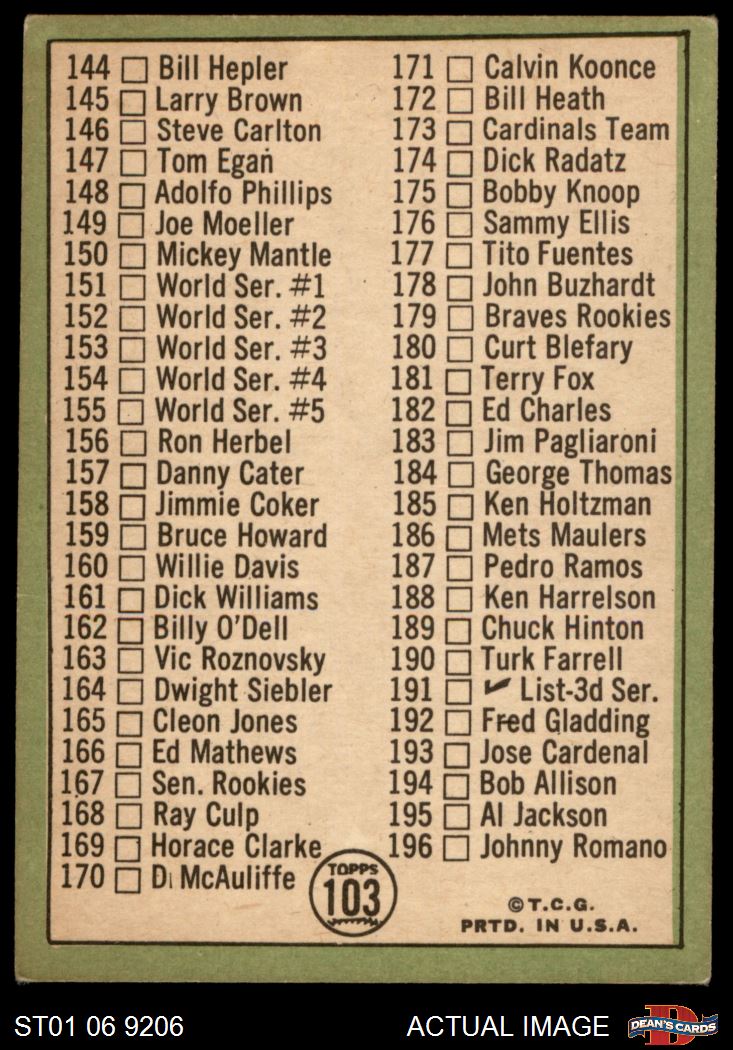 144 Bill Hepler
145 Larry Brown
146 Steve Carlton
147 Tom Egan
148 Adolfo Phillips
149 Joe Moeller
150 Mickey Mantle
151 World Ser. #1
152 World Ser. #2
153 World Ser. #3
154 World Ser. #4
155 World Ser. #5
156 Ron Herbel
157 Danny Cater
158 Jimmie Coker
159 Bruce Howard
160 Willie Davis
161 Dick Williams
162 Billy O'Dell
163 Vic Roznovsky
164 Dwight Siebler
165 Cleon Jones
166 Ed Mathews
167 Sen. Rookies
168 Ray Culp
169 Horace Clarke
170 D. McAuliffe
171 Calvin Koonce
172 Bill Heath
173 Cardinals Team
174 Dick Radatz
175 Bobby Knoop
176 Sammy Ellis
177 Tito Fuentes
178 John Buzhardt
179 Braves Rookies
180 Curt Blefary
181 Terry Fox
182 Ed Charles
183 Jim Pagliaroni
184 George Thomas
185 Ken Holtzman
186 Mets Maulers
187 Pedro Ramos
188 Ken Harrelson
189 Chuck Hinton
190 Turk Farrell
191 ✓ List-3d Ser.
192 Fred Gladding
193 Jose Cardenal
194 Bob Allison
195 Al Jackson
196 Johnny Romano
TOPPS
103
©T.C.G.
PRTD. IN U.S.A.
ST01 06 9206
ACTUAL IMAGE
D
DEAN'S CARDS